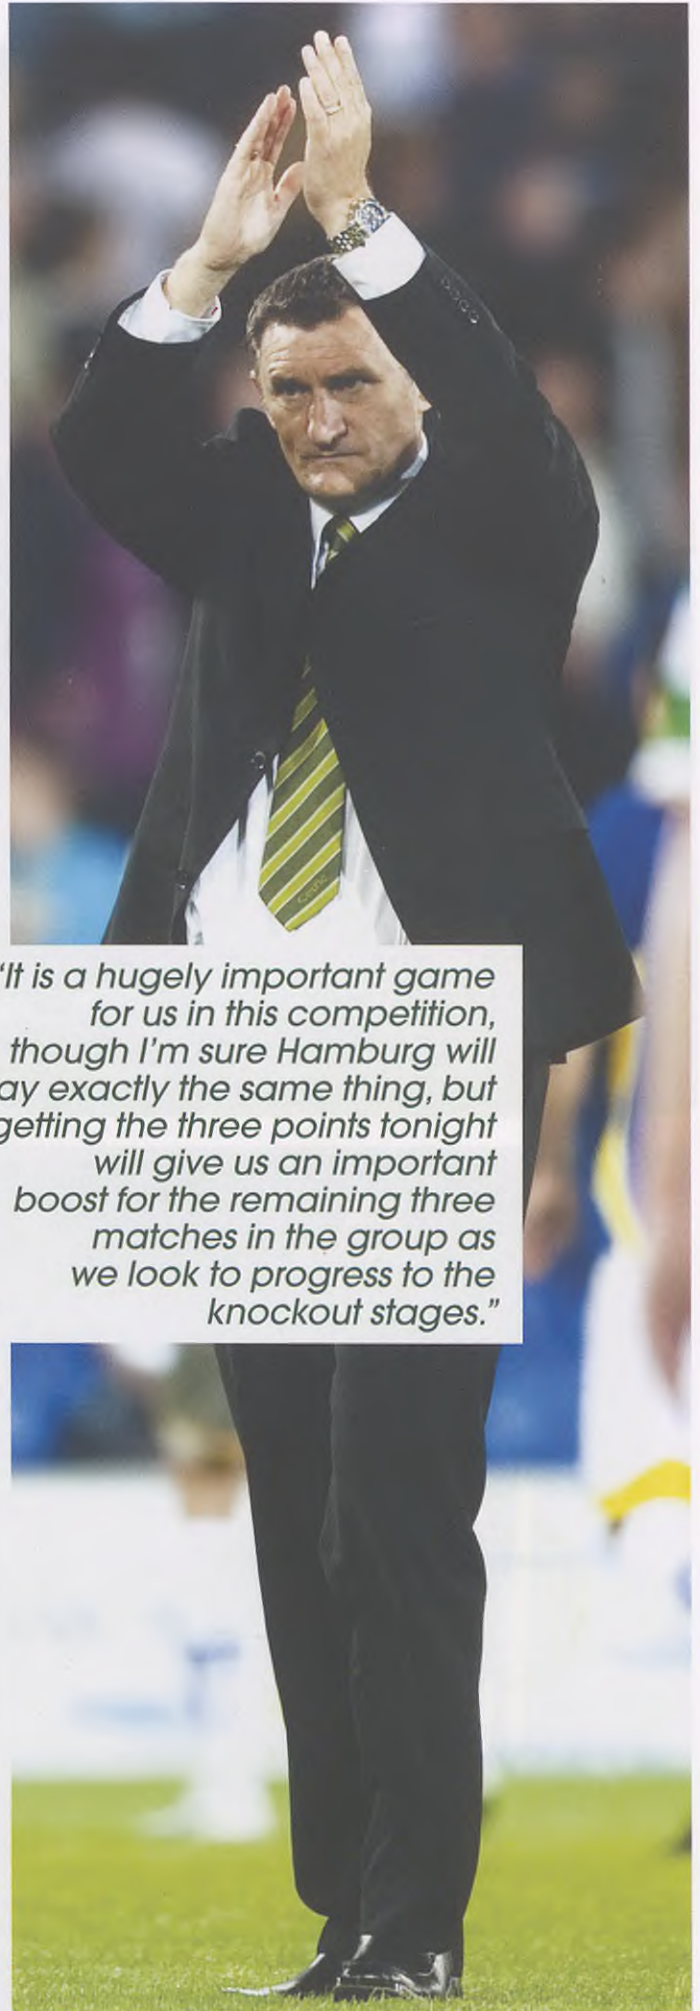 “It is a hugely important game
for us in this competition,
though I’m sure Hamburg will
ay exactly the same thing, but
getting the three points tonight
will give us an important
boost for the remaining three
matches in the group as
we look to progress to the
knockout stages.”
Celtic